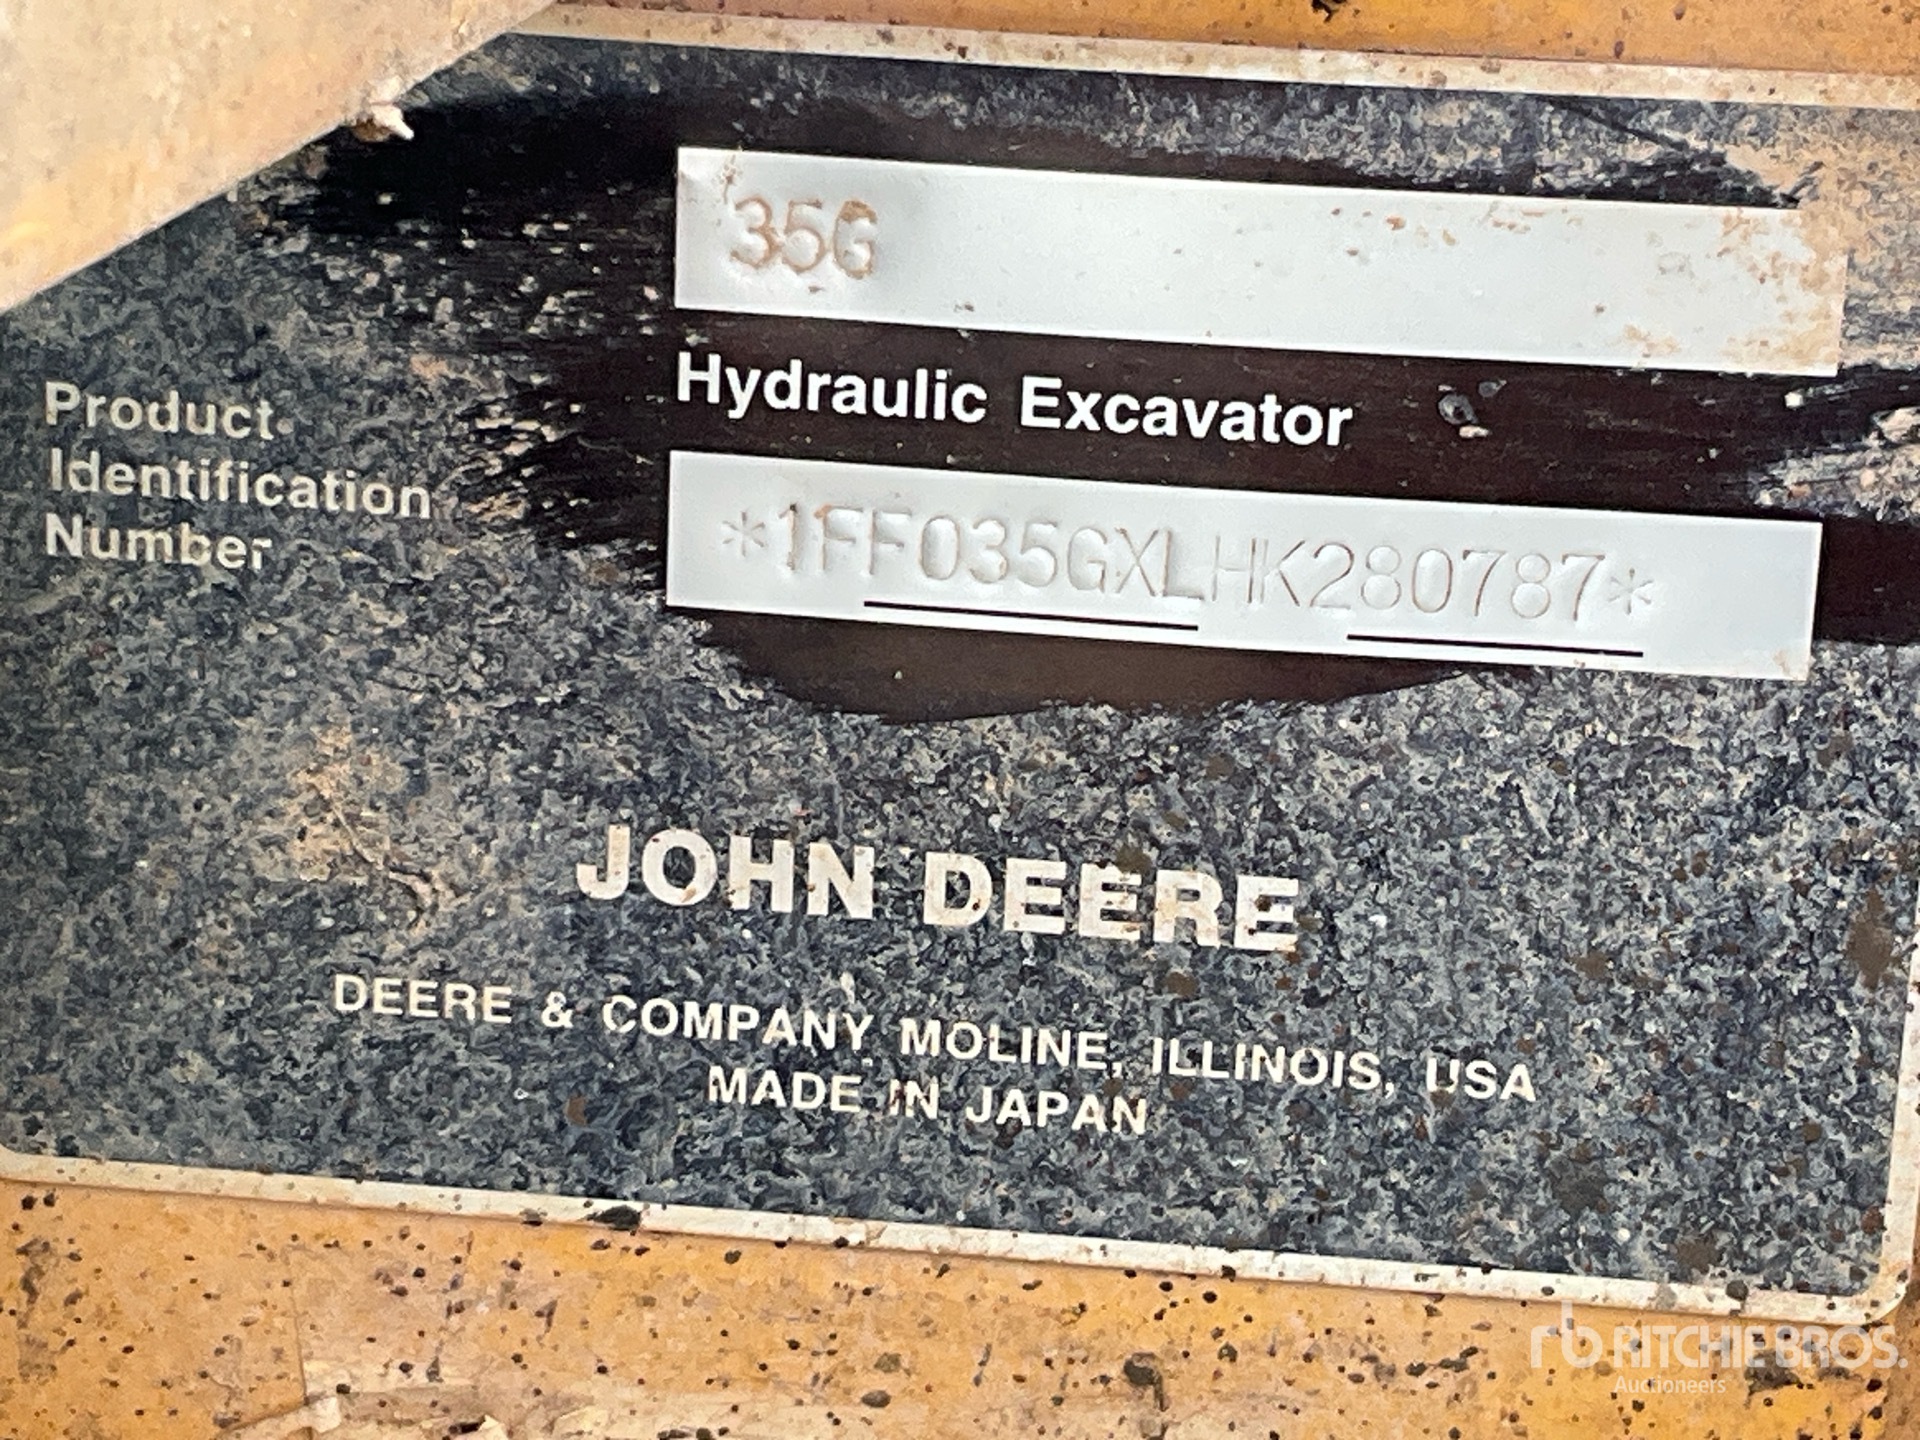 35G
Hydraulic Excavator
Product
Identification
Number
*1FF035GXLHK280787*
JOHN DEERE
DEERE & COMPANY MOLINE, ILLINOIS, USA
MADE IN JAPAN
rb RITCHIE BROS.
Auctioneers